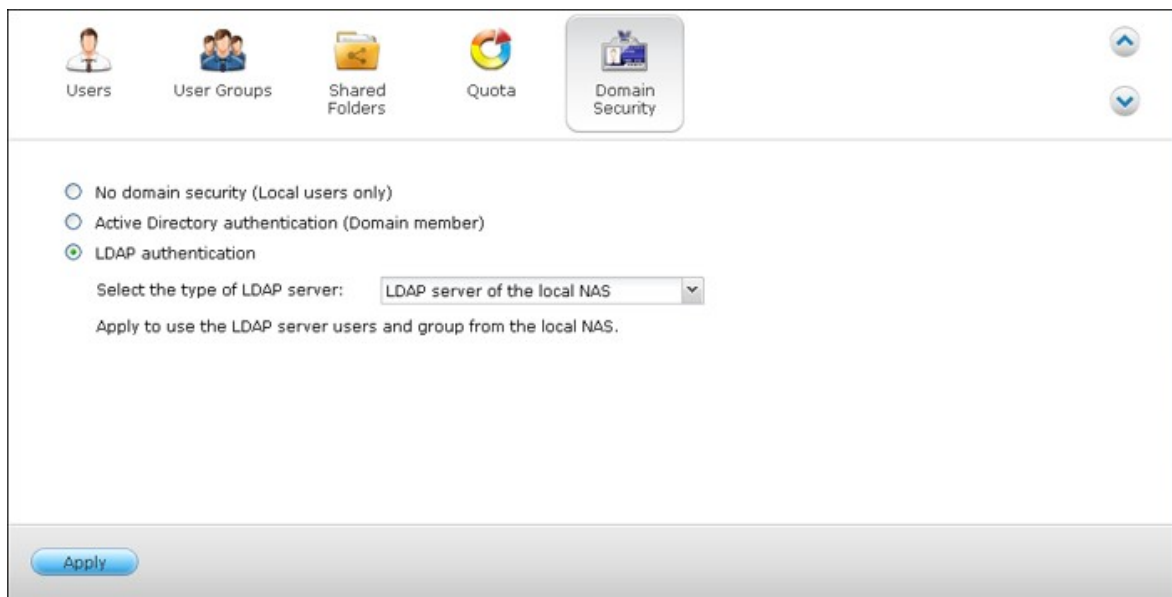 Users
User Groups
Shared
Folders
Quota
Domain
Security
No domain security (Local users only)
Active Directory authentication (Domain member)
LDAP authentication
Select the type of LDAP server: LDAP server of the local NAS
Apply to use the LDAP server users and group from the local NAS.
Apply